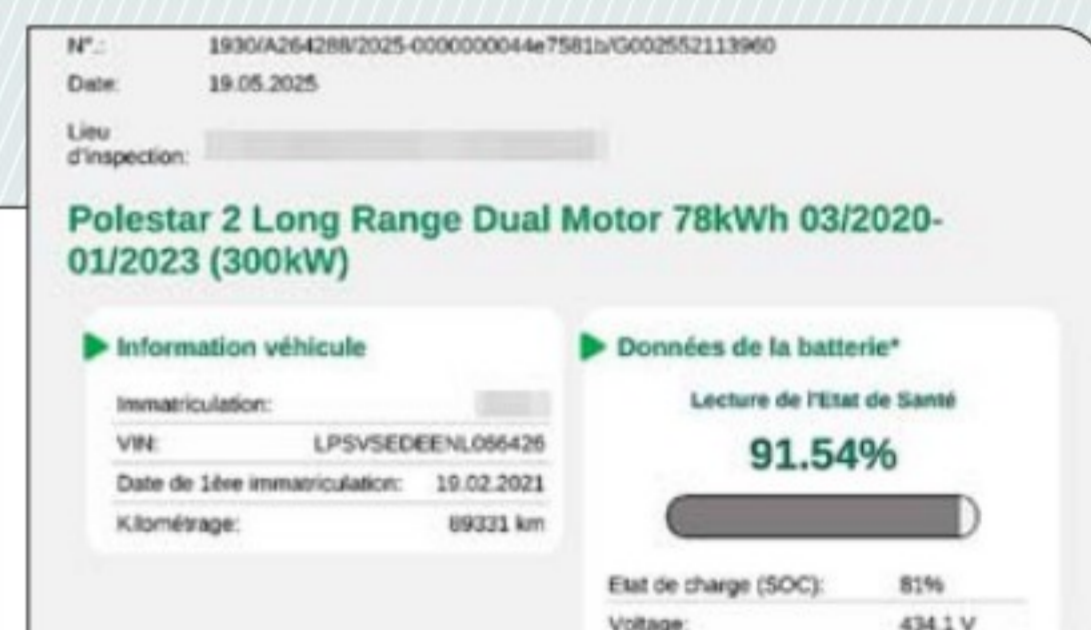 N°.: 1930/A264288/2025-0000000044e7581b/G002552113960
Date: 19.05.2025
Lieu
d'inspection:
Polestar 2 Long Range Dual Motor 78kWh 03/2020-
01/2023 (300kW)
Information véhicule
Immatriculation:
VIN: LPSVSEDEENL066426
Date de 1ère immatriculation: 19.02.2021
Kilométrage: 89331 km
Données de la batterie*
Lecture de l'Etat de Santé
91.54%
Etat de charge (SOC): 81%
Voltage: 434.1 V